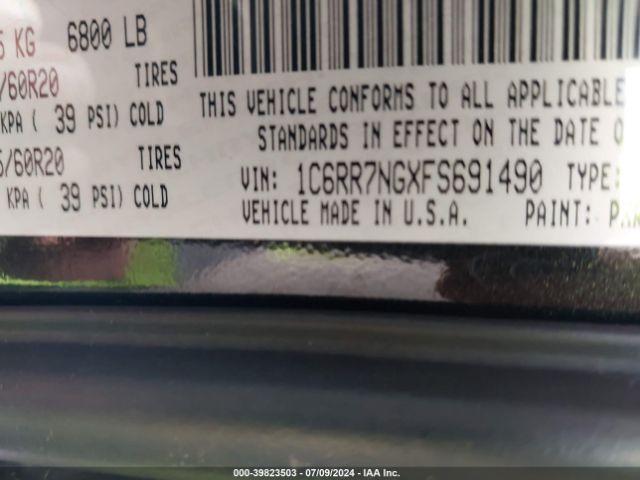 KG 6800 LB
/60R20 TIRES
KPA ( 39 PSI) COLD
/60R20 TIRES
KPA ( 39 PSI) COLD
THIS VEHICLE CONFORMS TO ALL APPLICABLE
STANDARDS IN EFFECT ON THE DATE
VIN: 1C6RR7NGXFS691490 TYPE:
VEHICLE MADE IN U.S.A. PAINT:
000-39823503 / 07/09/2024 - IAA Inc.